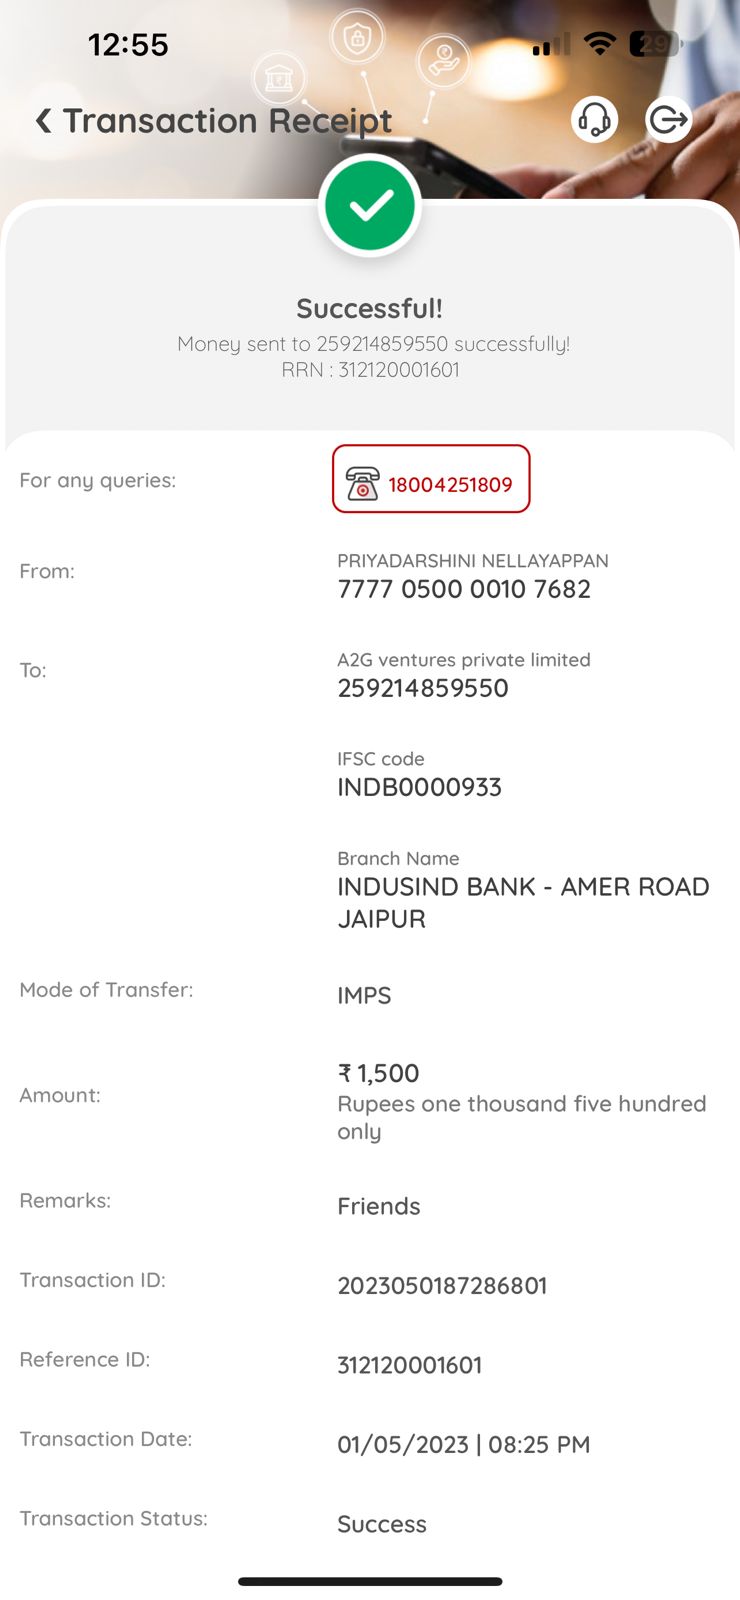 12:55
29
Transaction Receipt
Successful!
Money sent to 259214859550 successfully!
RRN : 312120001601
For any queries:
18004251809
From:
PRIYADARSHINI NELLAYAPPAN
7777 0500 0010 7682
To:
A2G ventures private limited
259214859550
IFSC code
INDB0000933
Branch Name
INDUSIND BANK - AMER ROAD
JAIPUR
Mode of Transfer:
IMPS
Amount:
₹ 1,500
Rupees one thousand five hundred
only
Remarks:
Friends
Transaction ID:
2023050187286801
Reference ID:
312120001601
Transaction Date:
01/05/2023 | 08:25 PM
Transaction Status:
Success